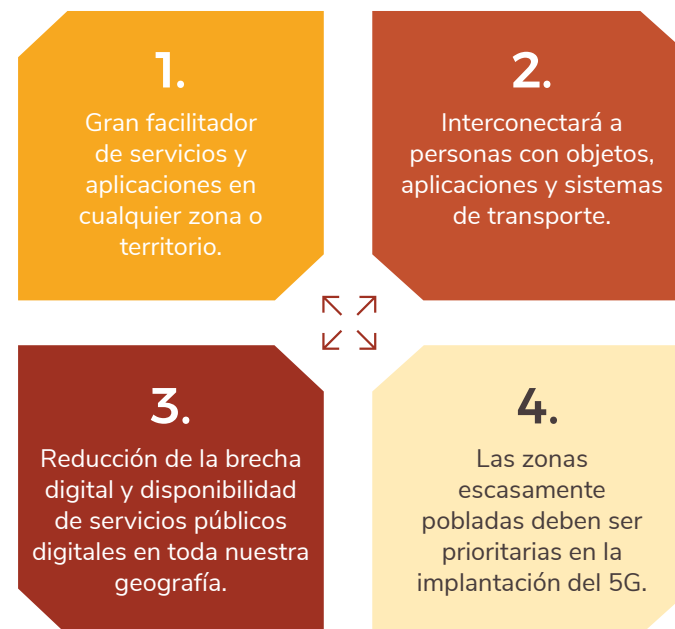 1.
Gran facilitador
de servicios y
aplicaciones en
cualquier zona o
territorio.
2.
Interconectará a
personas con objetos,
aplicaciones y sistemas
de transporte.
3.
Reducción de la brecha
digital y disponibilidad
de servicios públicos
digitales en toda nuestra
geografía.
4.
Las zonas
escasamente
pobladas deben ser
prioritarias en la
implantación del 5G.